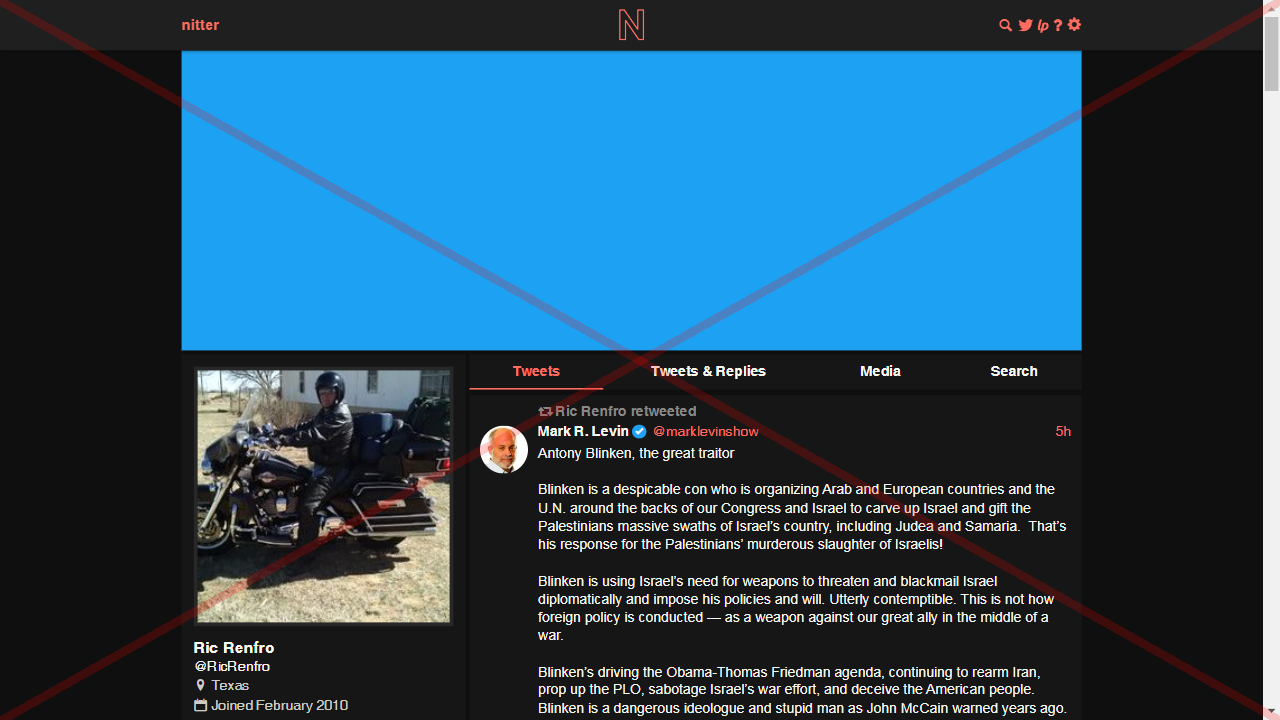 nitter
N
lp ?
Tweets
Tweets & Replies
Media
Search
Ric Renfro retweeted
Mark R. Levin @marklevinshow 5h
Antony Blinken, the great traitor
Blinken is a despicable con who is organizing Arab and European countries and the
U.N. around the backs of our Congress and Israel to carve up Israel and gift the
Palestinians massive swaths of Israel’s country, including Judea and Samaria. That’s
his response for the Palestinians’ murderous slaughter of Israelis!
Blinken is using Israel’s need for weapons to threaten and blackmail Israel
diplomatically and impose his policies and will. Utterly contemptible. This is not how
foreign policy is conducted — as a weapon against our great ally in the middle of a
war.
Blinken’s driving the Obama-Thomas Friedman agenda, continuing to rearm Iran,
prop up the PLO, sabotage Israel’s war effort, and deceive the American people.
Blinken is a dangerous ideologue and stupid man as John McCain warned years ago.
Ric Renfro
@RicRenfro
Texas
Joined February 2010